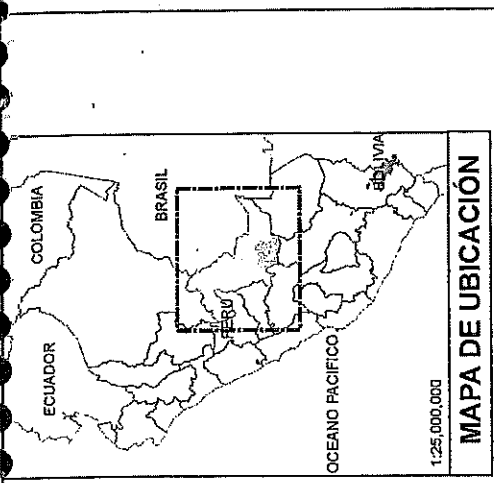 COLOMBIA
ECUADOR
BRASIL
PERU
BOLIVIA
OCEANO PACIFICO
1:25,000,000
MAPA DE UBICACIÓN